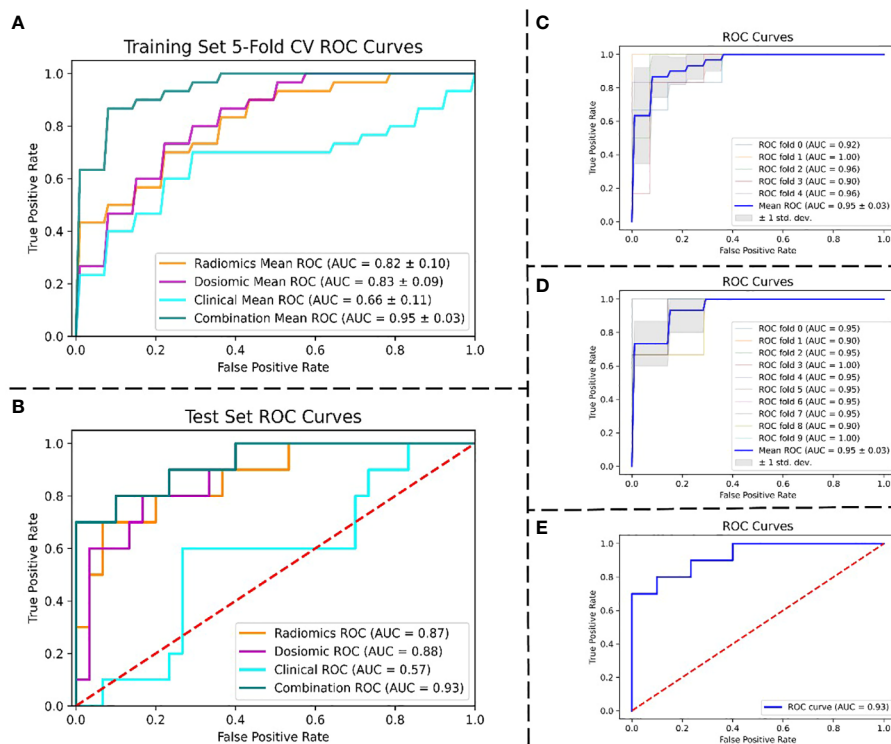 A
Training Set 5-Fold CV ROC Curves
True Positive Rate
1.0
0.8
0.6
0.4
0.2
0.0
Radiomics Mean ROC (AUC = 0.82 ± 0.10)
Dosiomic Mean ROC (AUC = 0.83 ± 0.09)
Clinical Mean ROC (AUC = 0.66 ± 0.11)
Combination Mean ROC (AUC = 0.95 ± 0.03)
0.0 0.2 0.4 0.6 0.8 1.0
False Positive Rate
B
Test Set ROC Curves
True Positive Rate
1.0
0.8
0.6
0.4
0.2
0.0
Radiomics ROC (AUC = 0.87)
Dosiomic ROC (AUC = 0.88)
Clinical ROC (AUC = 0.57)
Combination ROC (AUC = 0.93)
0.0 0.2 0.4 0.6 0.8 1.0
False Positive Rate
C
ROC Curves
True Positive Rate
1.0
0.8
0.6
0.4
0.2
0.0
ROC fold 0 (AUC = 0.92)
ROC fold 1 (AUC = 1.00)
ROC fold 2 (AUC = 0.96)
ROC fold 3 (AUC = 0.90)
ROC fold 4 (AUC = 0.96)
Mean ROC (AUC = 0.95 ± 0.03)
± 1 std. dev.
0.0 0.2 0.4 0.6 0.8 1.0
False Positive Rate
D
ROC Curves
True Positive Rate
1.0
0.8
0.6
0.4
0.2
0.0
ROC fold 0 (AUC = 0.95)
ROC fold 1 (AUC = 0.90)
ROC fold 2 (AUC = 0.95)
ROC fold 3 (AUC = 1.00)
ROC fold 4 (AUC = 0.95)
ROC fold 5 (AUC = 0.95)
ROC fold 6 (AUC = 0.95)
ROC fold 7 (AUC = 0.95)
ROC fold 8 (AUC = 0.90)
ROC fold 9 (AUC = 1.00)
Mean ROC (AUC = 0.95 ± 0.03)
± 1 std. dev.
0.0 0.2 0.4 0.6 0.8 1.0
False Positive Rate
E
ROC Curves
True Positive Rate
1.0
0.8
0.6
0.4
0.2
0.0
ROC curve (AUC = 0.93)
0.0 0.2 0.4 0.6 0.8 1.0
False Positive Rate